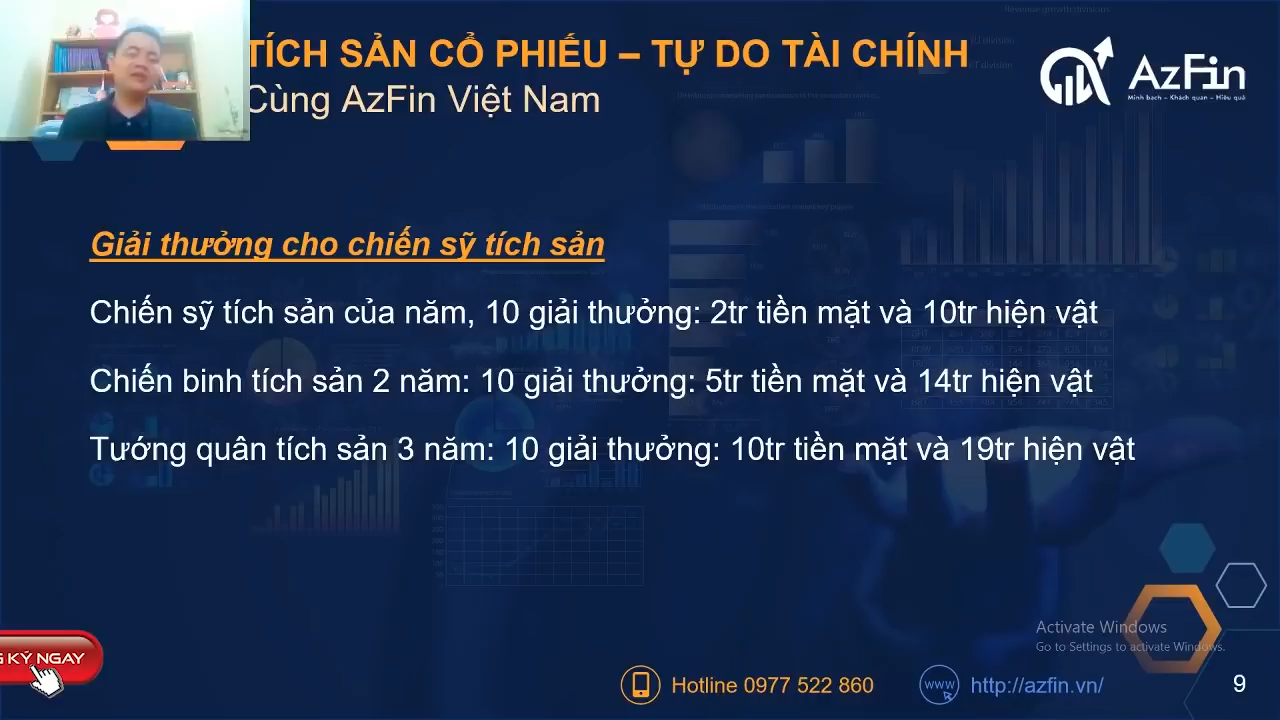 TÍCH SẢN CỔ PHIẾU – TỰ DO TÀI CHÍNH
Cùng AzFin Việt Nam
AzFin
Minh bạch – Khách quan – Hiệu quả
Giải thưởng cho chiến sỹ tích sản
Chiến sỹ tích sản của năm, 10 giải thưởng: 2tr tiền mặt và 10tr hiện vật
Chiến binh tích sản 2 năm: 10 giải thưởng: 5tr tiền mặt và 14tr hiện vật
Tướng quân tích sản 3 năm: 10 giải thưởng: 10tr tiền mặt và 19tr hiện vật
Activate Windows
Go to Settings to activate Windows.
KÝ NGAY
Hotline 0977 522 860
www
http://azfin.vn/
9